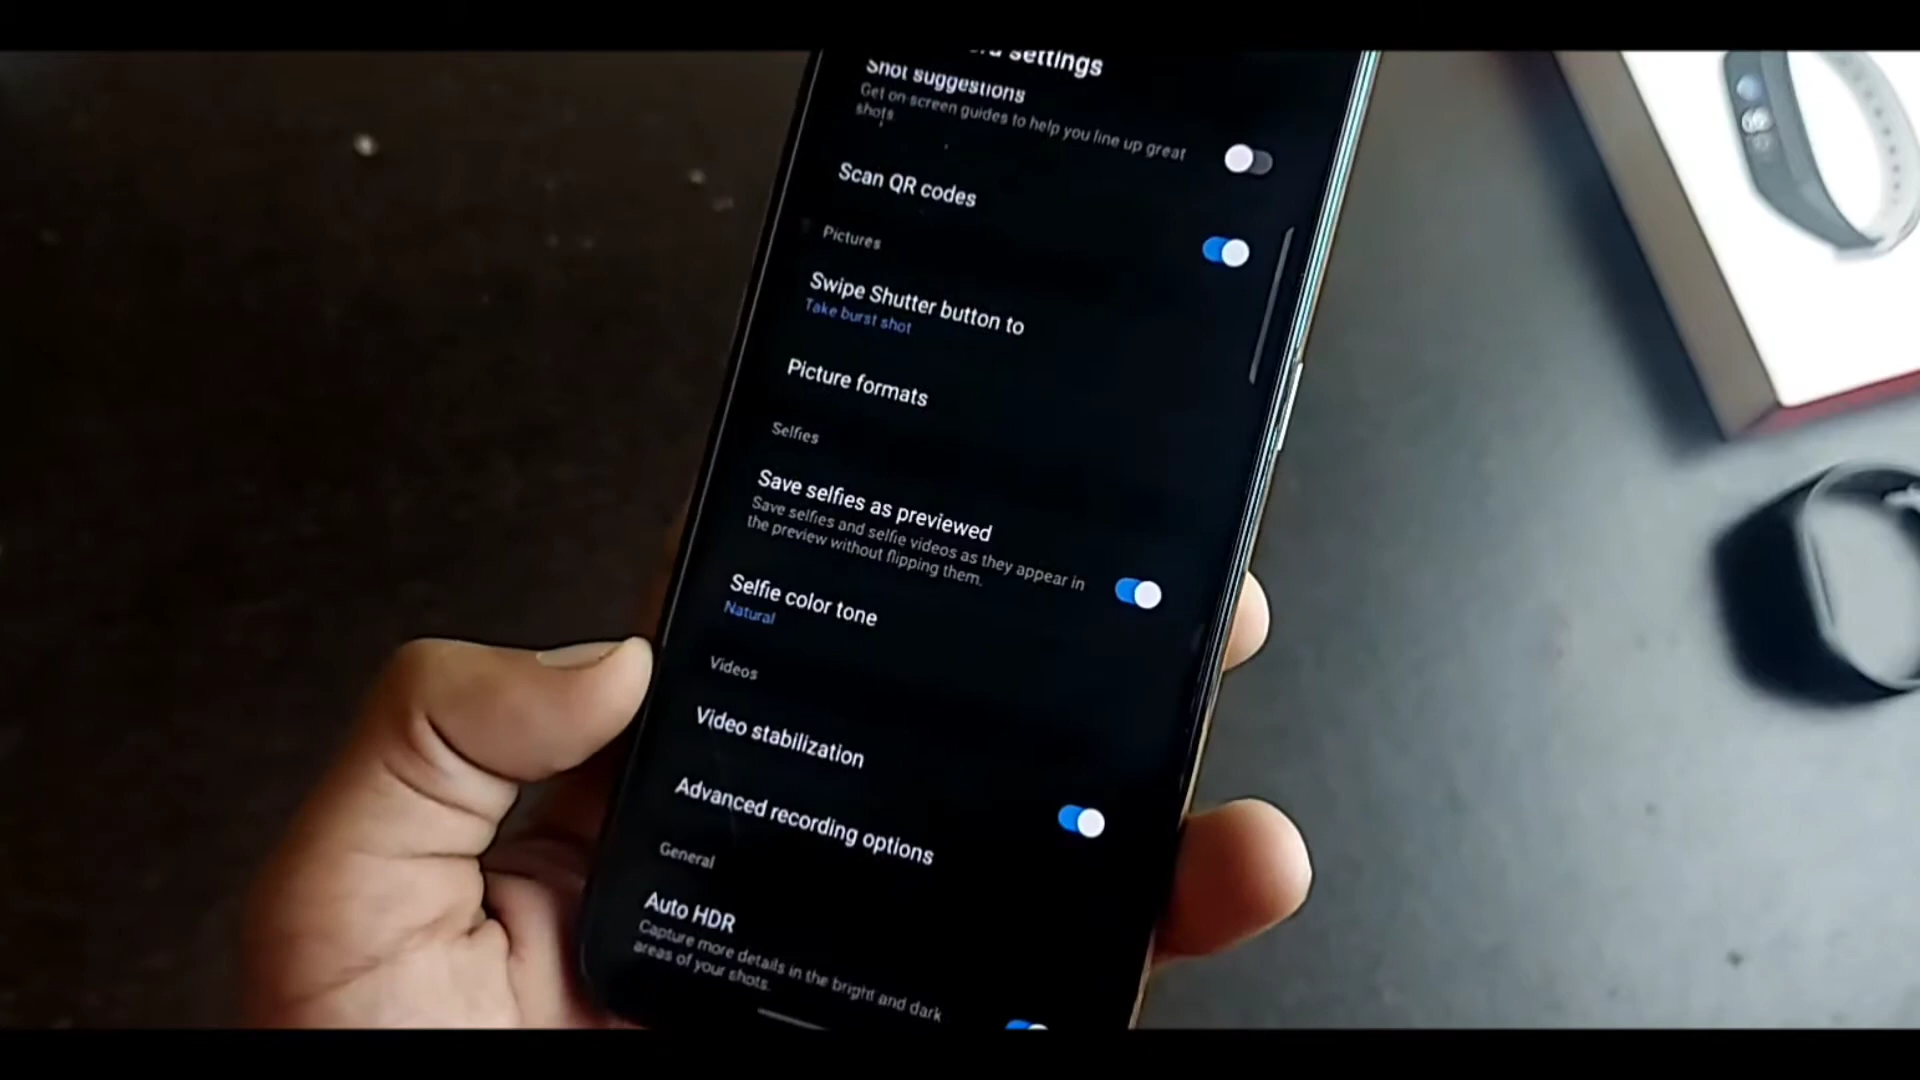 settings
Shot suggestions
Get on-screen guides to help you line up great
shots
Scan QR codes
Pictures
Swipe Shutter button to
Take burst shot
Picture formats
Selfies
Save selfies as previewed
Save selfies and selfie videos as they appear in
the preview without flipping them.
Selfie color tone
Natural
Videos
Video stabilization
Advanced recording options
General
Auto HDR
Capture more details in the bright and dark
areas of your shots.